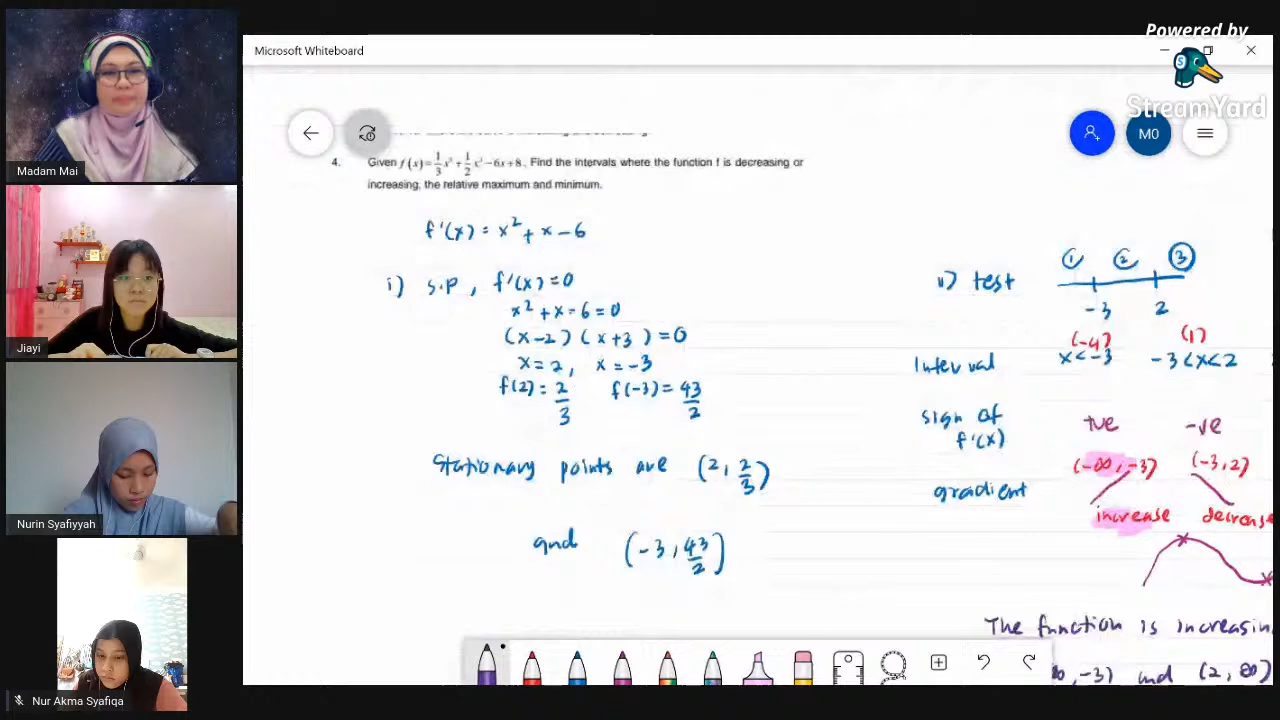 Powered by
StreamYard
Microsoft Whiteboard
M0
4. Given f(x)=1/3 x³+1/2 x²−6x+8. Find the intervals where the function f is decreasing or
increasing, the relative maximum and minimum.
f'(x) = x² + x − 6
i) s.p, f'(x)=0
x² + x − 6 = 0
(x−2) (x+3) = 0
x = 2, x = −3
f(2) = 2/3 f(−3) = 43/2
Stationary points are (2, 2/3)
and (−3, 43/2)
ii) test
① ② ③
−3 2
(−4) (1)
Interval x < −3 −3 < x < 2
sign of f'(x) +ve −ve
(−∞, −3) (−3, 2)
gradient
increase decrease
The function is increasin
−3) and (2, ∞)
Madam Mai
Jiayi
Nurin Syafiyyah
Nur Akma Syafiqa